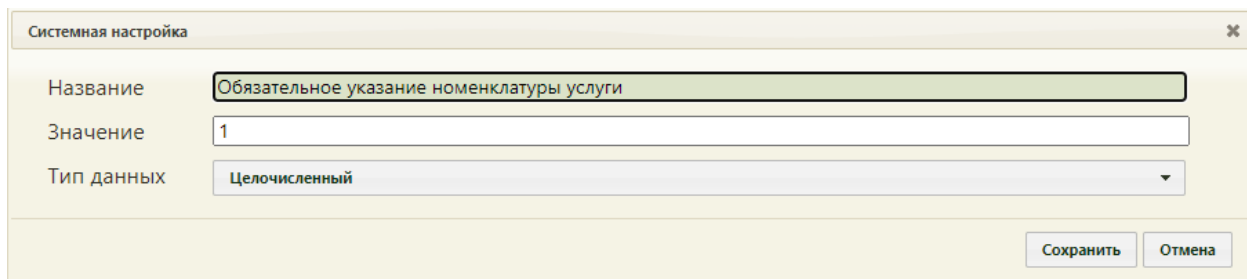 Системная настройка
Название Обязательное указание номенклатуры услуги
Значение 1
Тип данных Целочисленный
Сохранить Отмена